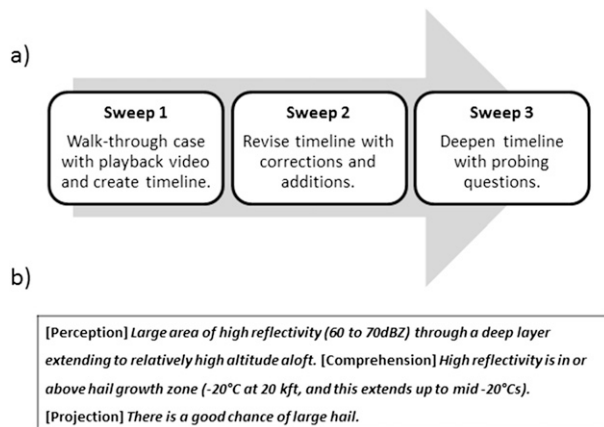 a)
Sweep 1
Walk-through case
with playback video
and create timeline.
Sweep 2
Revise timeline with
corrections and
additions.
Sweep 3
Deepen timeline
with probing
questions.
b)
[Perception] Large area of high reflectivity (60 to 70dBZ) through a deep layer
extending to relatively high altitude aloft. [Comprehension] High reflectivity is in or
above hail growth zone (-20°C at 20 kft, and this extends up to mid -20°Cs).
[Projection] There is a good chance of large hail.